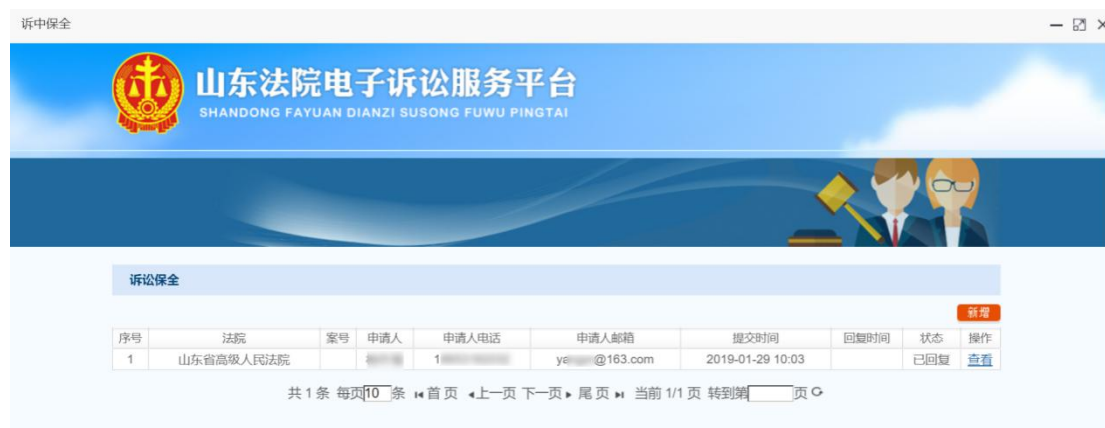 诉中保全
山东法院电子诉讼服务平台
SHANDONG FAYUAN DIANZI SUSONG FUWU PINGTAI
诉讼保全
新增
序号 法院 案号 申请人 申请人电话 申请人邮箱 提交时间 回复时间 状态 操作
1 山东省高级人民法院 1 ya @163.com 2019-01-29 10:03 已回复 查看
共 1 条 每页 10 条 首页 上一页 下一页 尾页 当前 1/1 页 转到第 页